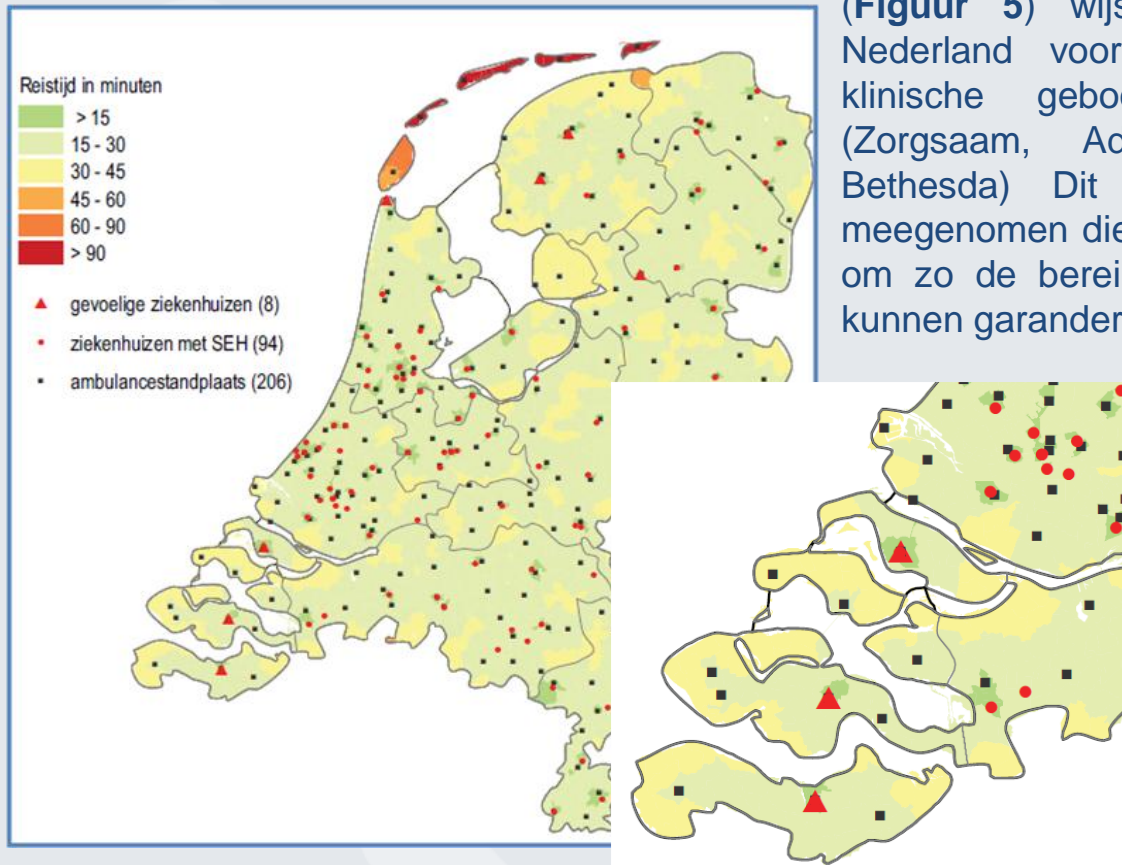 (Figuur 5) wijs
Nederland voor
klinische geboe
(Zorgsaam, Ad
Bethesda) Dit
meegenomen die
om zo de berei
kunnen garander
Reistijd in minuten
> 15
15 - 30
30 - 45
45 - 60
60 - 90
> 90
gevoelige ziekenhuizen (8)
ziekenhuizen met SEH (94)
ambulancestandplaats (206)